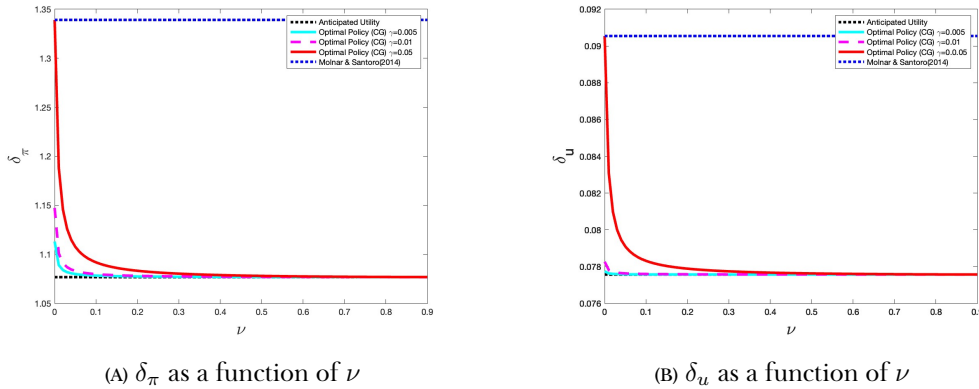 1.35
1.3
1.25
1.2
1.15
1.1
1.05
δπ
0 0.1 0.2 0.3 0.4 0.5 0.6 0.7 0.8 0.9
ν
Anticipated Utility
Optimal Policy (CG) γ=0.005
Optimal Policy (CG) γ=0.01
Optimal Policy (CG) γ=0.05
Molnar & Santoro(2014)
(A) δπ as a function of ν
0.092
0.09
0.088
0.086
0.084
0.082
0.08
0.078
0.076
δu
0 0.1 0.2 0.3 0.4 0.5 0.6 0.7 0.8 0.9
ν
Anticipated Utility
Optimal Policy (CG) γ=0.005
Optimal Policy (CG) γ=0.01
Optimal Policy (CG) γ=0.0.05
Molnar & Santoro(2014)
(B) δu as a function of ν